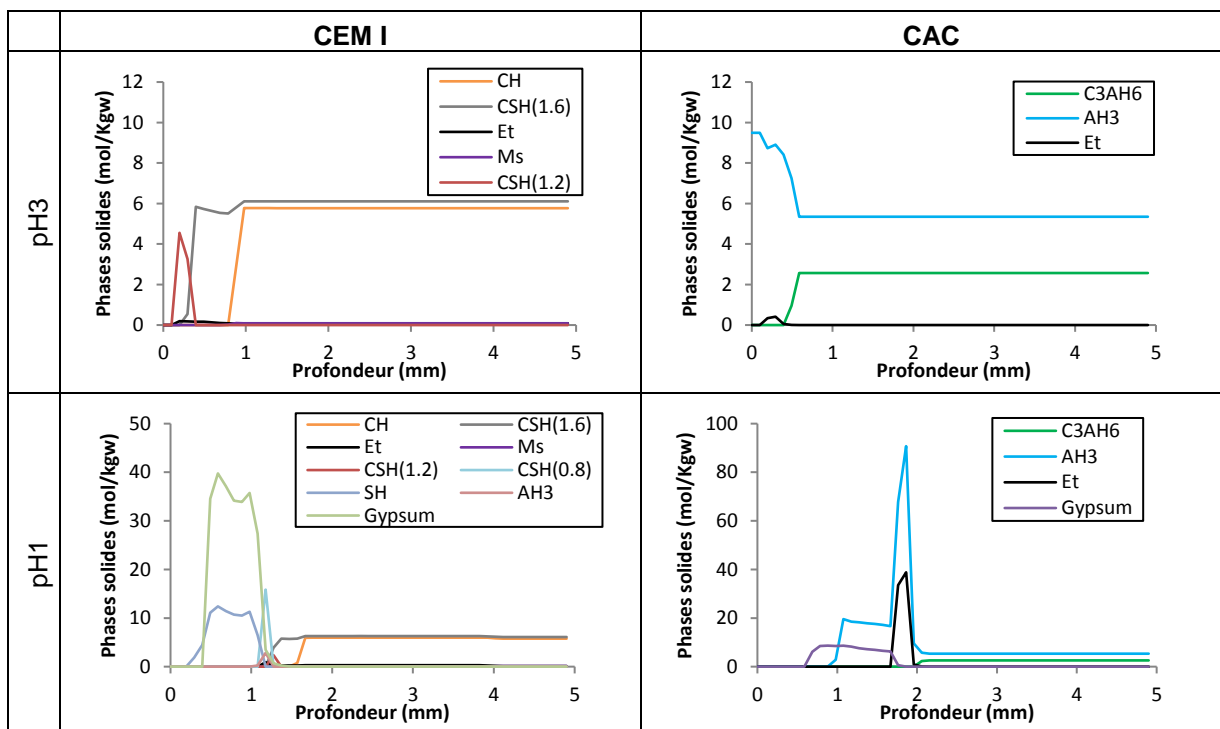 CEM I
CAC
pH3
Phases solides (mol/Kgw)
12
10
8
6
4
2
0
0 1 2 3 4 5
Profondeur (mm)
CH
CSH(1.6)
Et
Ms
CSH(1.2)
Phases solides (mol/Kgw)
12
10
8
6
4
2
0
0 1 2 3 4 5
Profondeur (mm)
C3AH6
AH3
Et
pH1
Phases solides (mol/kgw)
50
40
30
20
10
0
0 1 2 3 4 5
Profondeur (mm)
CH CSH(1.6)
Et Ms
CSH(1.2) CSH(0.8)
SH AH3
Gypsum
Phases solides (mol/Kgw)
100
80
60
40
20
0
0 1 2 3 4 5
Profondeur (mm)
C3AH6
AH3
Et
Gypsum